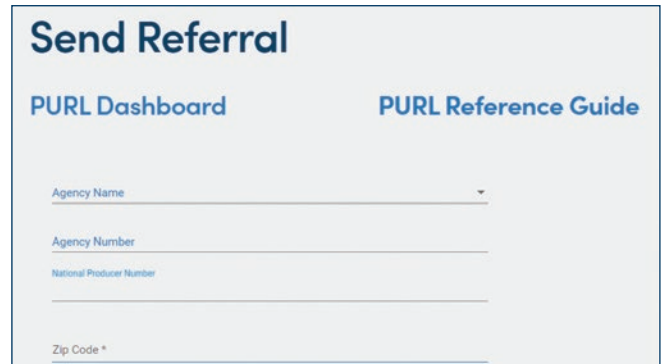 Send Referral
PURL Dashboard
PURL Reference Guide
Agency Name
Agency Number
National Producer Number
Zip Code *